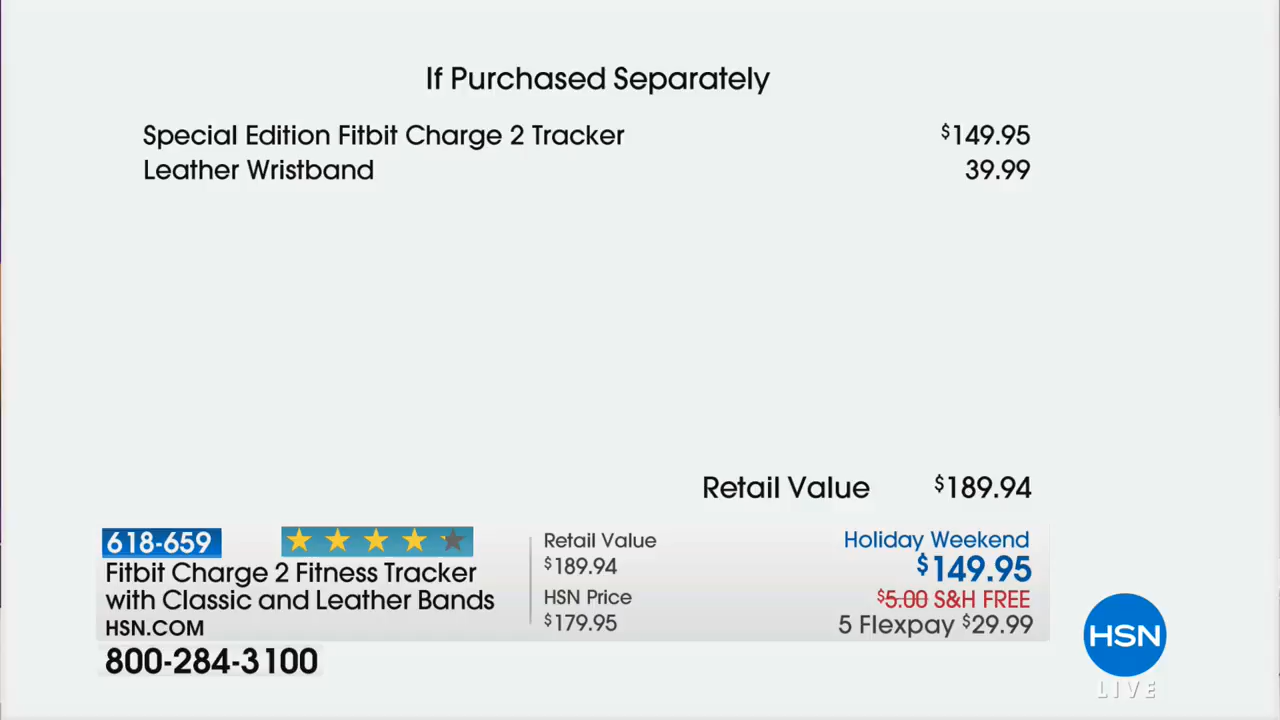 If Purchased Separately
Special Edition Fitbit Charge 2 Tracker $149.95
Leather Wristband 39.99
Retail Value $189.94
618-659
Fitbit Charge 2 Fitness Tracker
with Classic and Leather Bands
HSN.COM
800-284-3100
Retail Value
$189.94
HSN Price
$179.95
Holiday Weekend
$149.95
$5.00 S&H FREE
5 Flexpay $29.99
HSN
LIVE